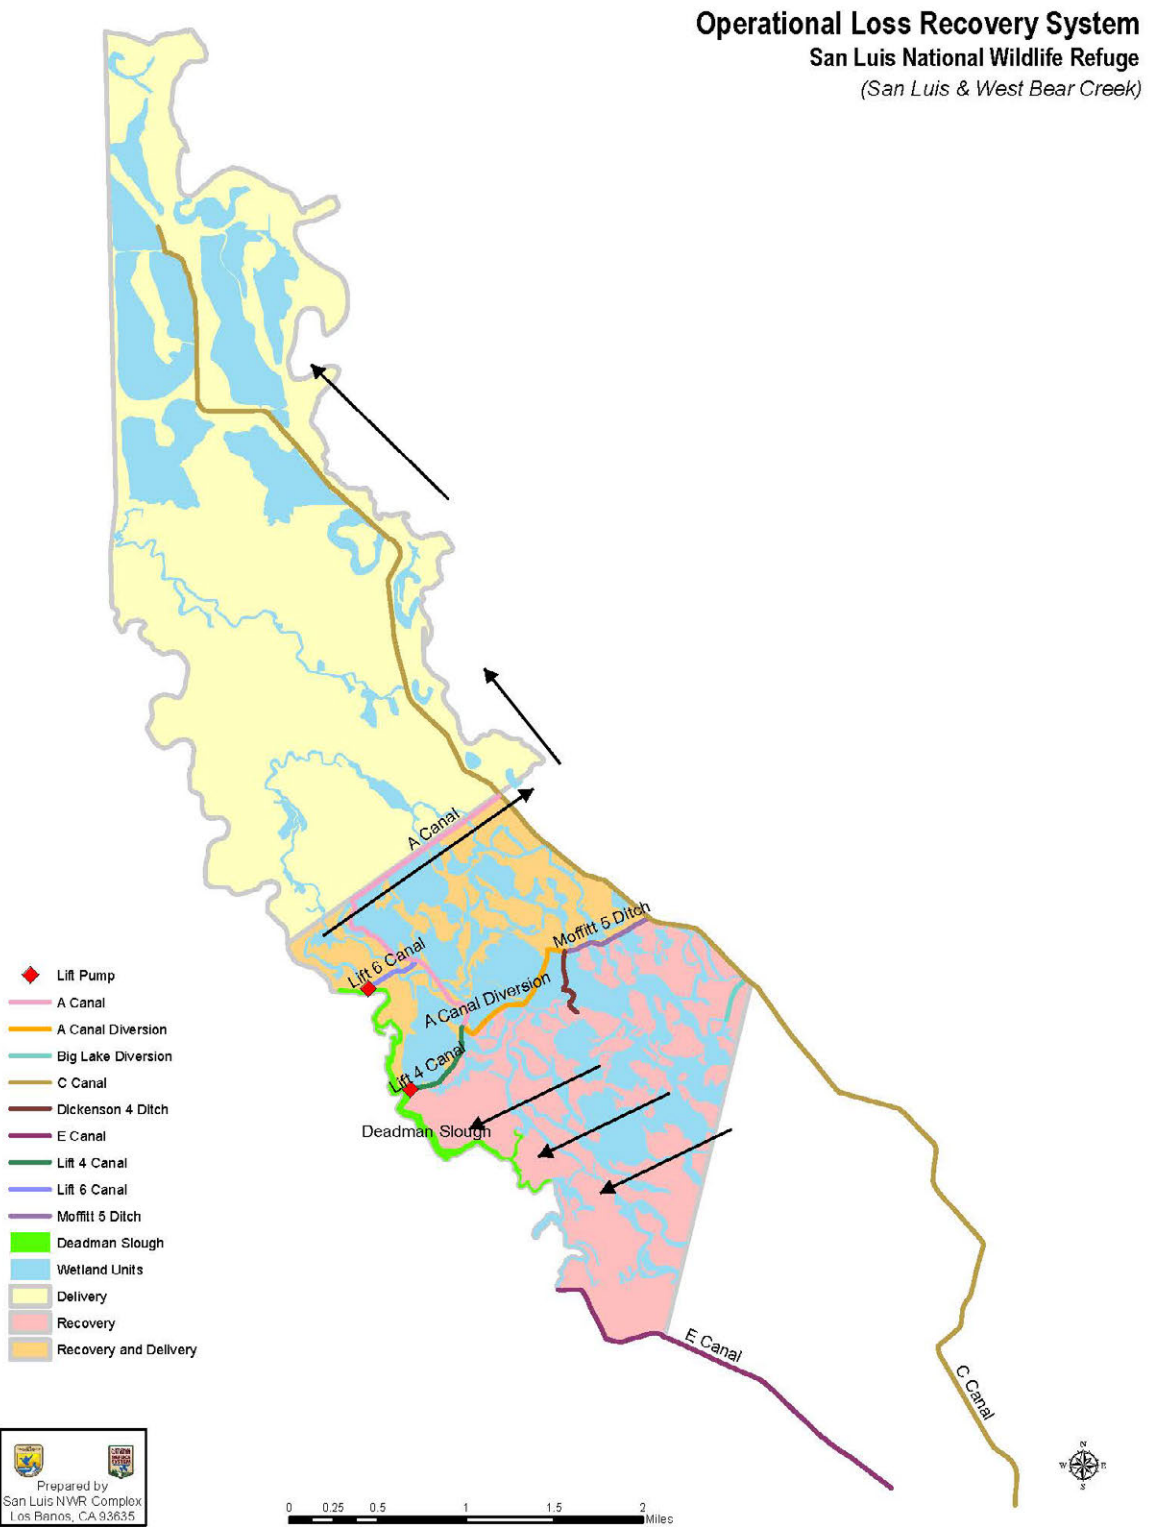 Operational Loss Recovery System
San Luis National Wildlife Refuge
(San Luis & West Bear Creek)
A Canal
Moffitt 5 Ditch
Lift 6 Canal
A Canal Diversion
Lift 4 Canal
Deadman Slough
E Canal
C Canal
Lift Pump
A Canal
A Canal Diversion
Big Lake Diversion
C Canal
Dickenson 4 Ditch
E Canal
Lift 4 Canal
Lift 6 Canal
Moffitt 5 Ditch
Deadman Slough
Wetland Units
Delivery
Recovery
Recovery and Delivery
Prepared by
San Luis NWR Complex
Los Banos, CA 93635
0 0.25 0.5 1 1.5 2
Miles
N
W E
S